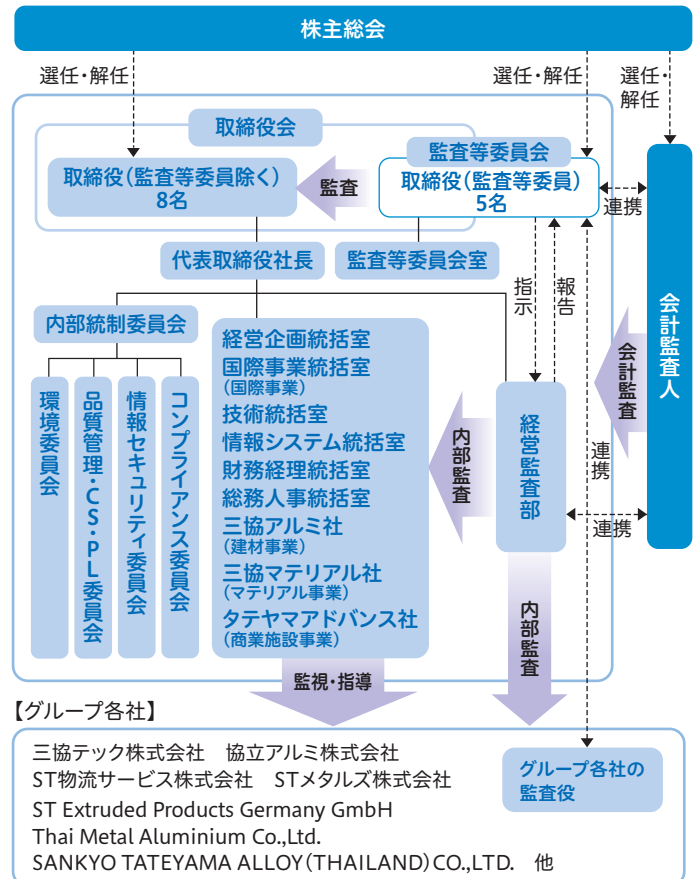 株主総会
選任・解任
選任・解任
選任・
解任
取締役会
監査等委員会
取締役（監査等委員除く）
8名
監査
取締役（監査等委員）
5名
連携
代表取締役社長
監査等委員会室
指示
報告
会計監査人
会計監査
内部統制委員会
環境委員会
品質管理・CS・PL委員会
情報セキュリティ委員会
コンプライアンス委員会
経営企画統括室
国際事業統括室
（国際事業）
技術統括室
情報システム統括室
財務経理統括室
総務人事統括室
三協アルミ社
（建材事業）
三協マテリアル社
（マテリアル事業）
タテヤマアドバンス社
（商業施設事業）
内部監査
経営監査部
連携
連携
内部監査
監視・指導
【グループ各社】
三協テック株式会社　協立アルミ株式会社
ST物流サービス株式会社　STメタルズ株式会社
ST Extruded Products Germany GmbH
Thai Metal Aluminium Co.,Ltd.
SANKYO TATEYAMA ALLOY（THAILAND）CO.,LTD.　他
グループ各社の
監査役